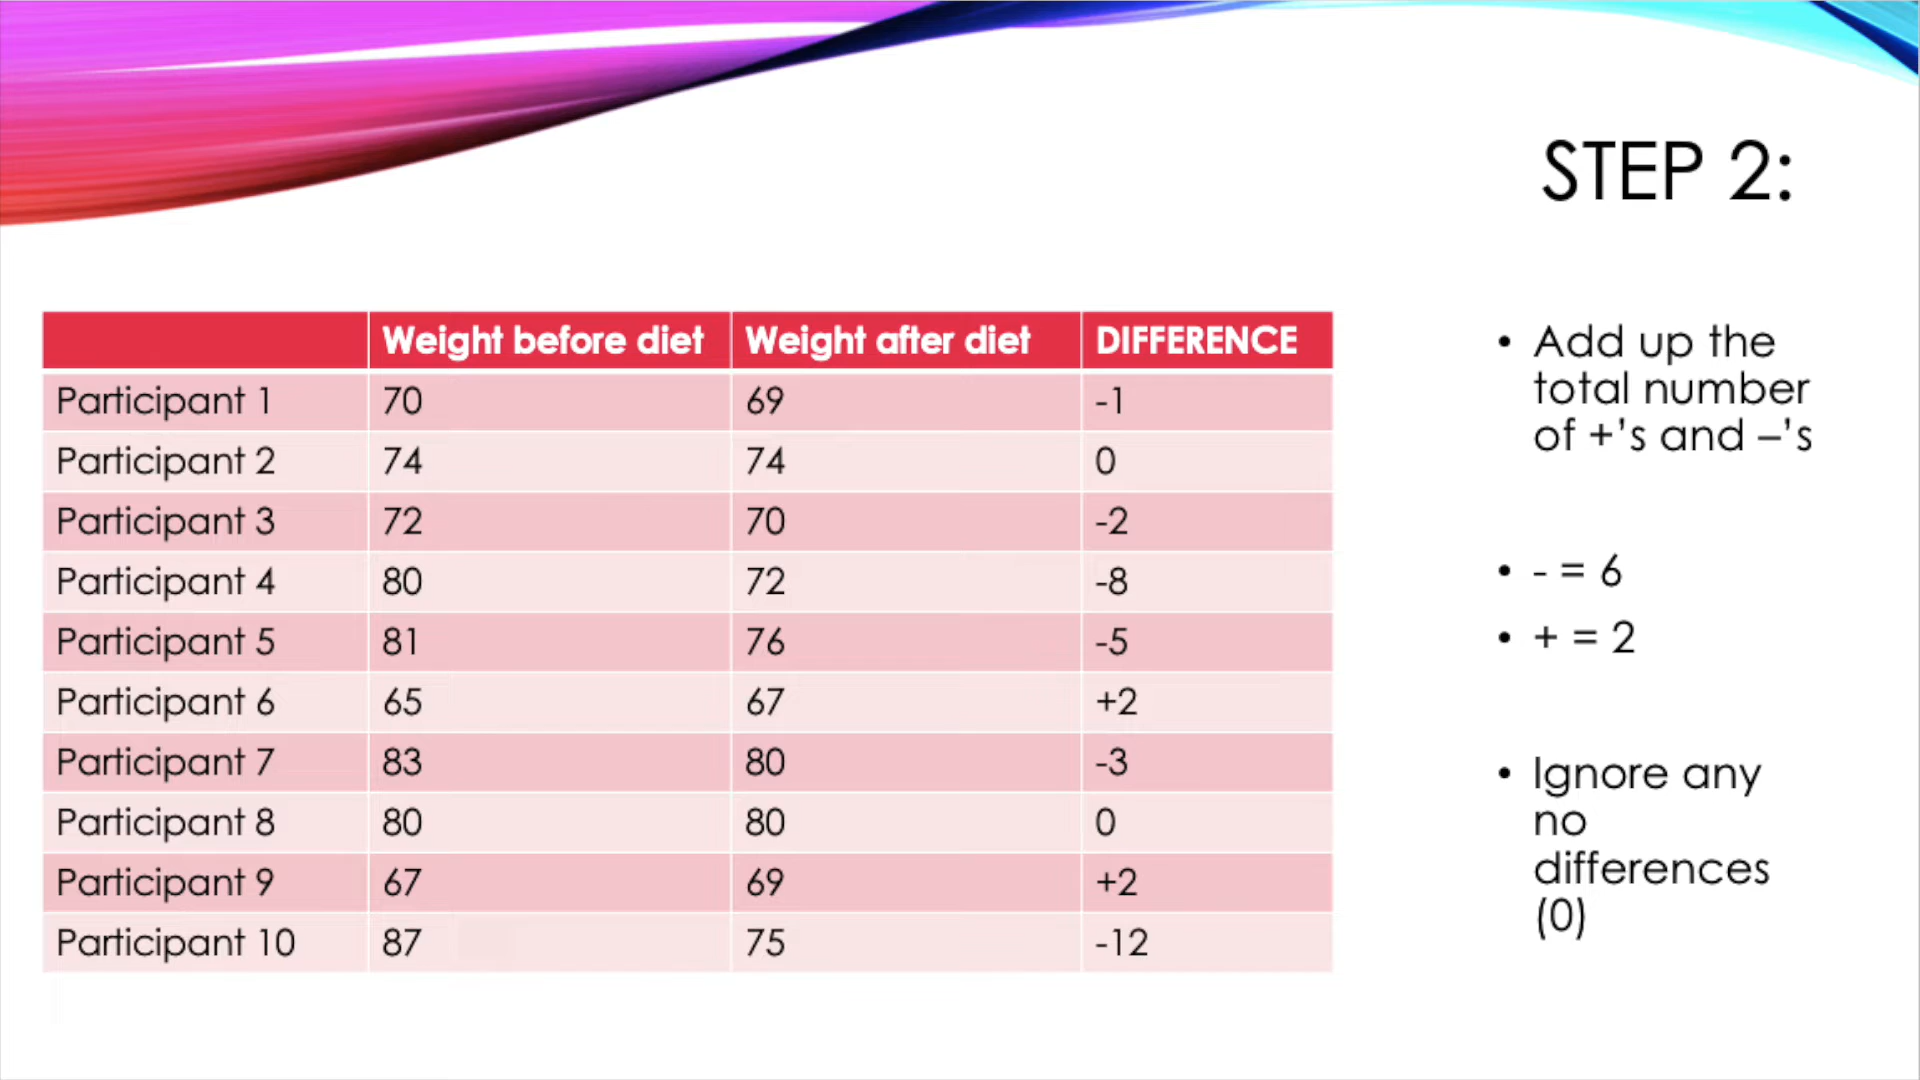 STEP 2:
Weight before diet Weight after diet DIFFERENCE
Participant 1 70 69 -1
Participant 2 74 74 0
Participant 3 72 70 -2
Participant 4 80 72 -8
Participant 5 81 76 -5
Participant 6 65 67 +2
Participant 7 83 80 -3
Participant 8 80 80 0
Participant 9 67 69 +2
Participant 10 87 75 -12
• Add up the
total number
of +’s and –’s
• - = 6
• + = 2
• Ignore any
no
differences
(0)